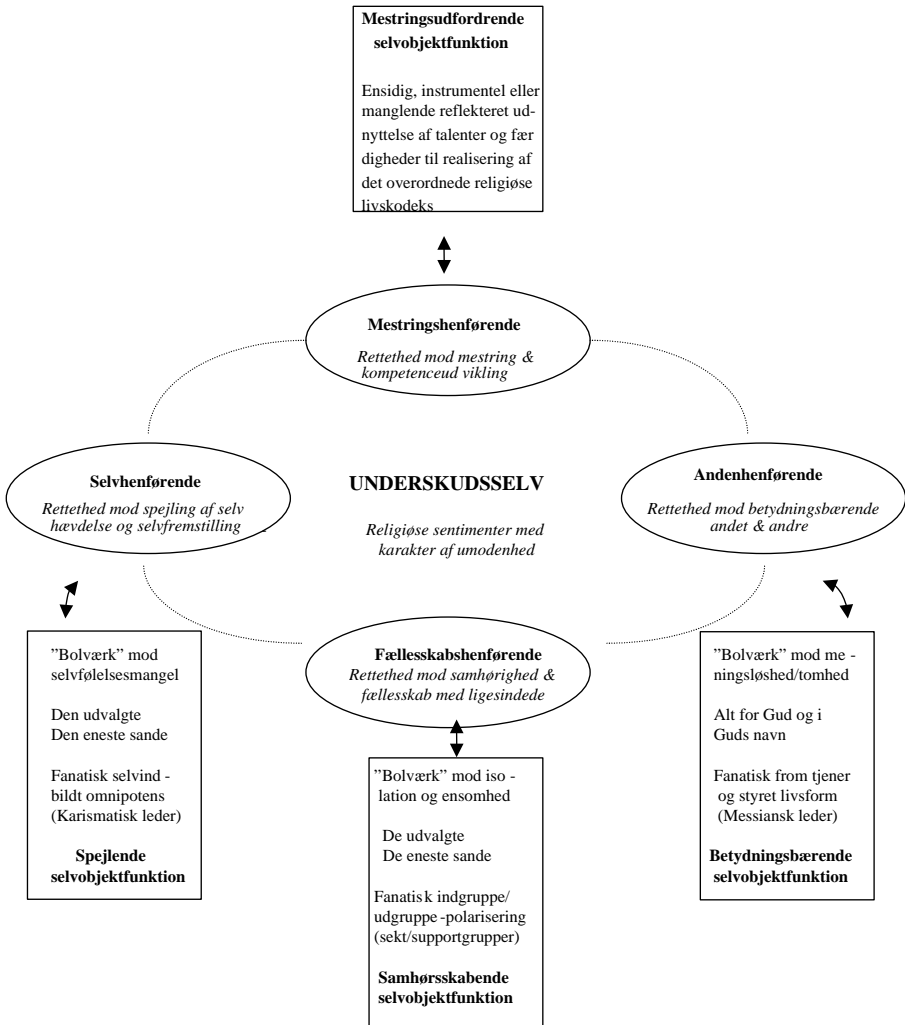 Mestringsudfordrende
selvobjektfunktion
Ensidig, instrumentel eller
manglende reflekteret ud-
nyttelse af talenter og fær
digheder til realisering af
det overordnede religiøse
livskodeks
Mestringshenførende
Rettethed mod mestring &
kompetenceud vikling
Selvhenførende
Rettethed mod spejling af selv
hævdelse og selvfremstilling
UNDERSKUDSSELV
Religiøse sentimenter med
karakter af umodenhed
Andenhenførende
Rettethed mod betydningsbærende
andet & andre
Fællesskabshenførende
Rettethed mod samhørighed &
fællesskab med ligesindede
”Bolværk” mod
selvfølelsesmangel
Den udvalgte
Den eneste sande
Fanatisk selvind -
bildt omnipotens
(Karismatisk leder)
Spejlende
selvobjektfunktion
”Bolværk” mod iso -
lation og ensomhed
De udvalgte
De eneste sande
Fanatisk indgruppe/
udgruppe -polarisering
(sekt/supportgrupper)
Samhørsskabende
selvobjektfunktion
”Bolværk” mod me -
ningsløshed/tomhed
Alt for Gud og i
Guds navn
Fanatisk from tjener
og styret livsform
(Messiansk leder)
Betydningsbærende
selvobjektfunktion